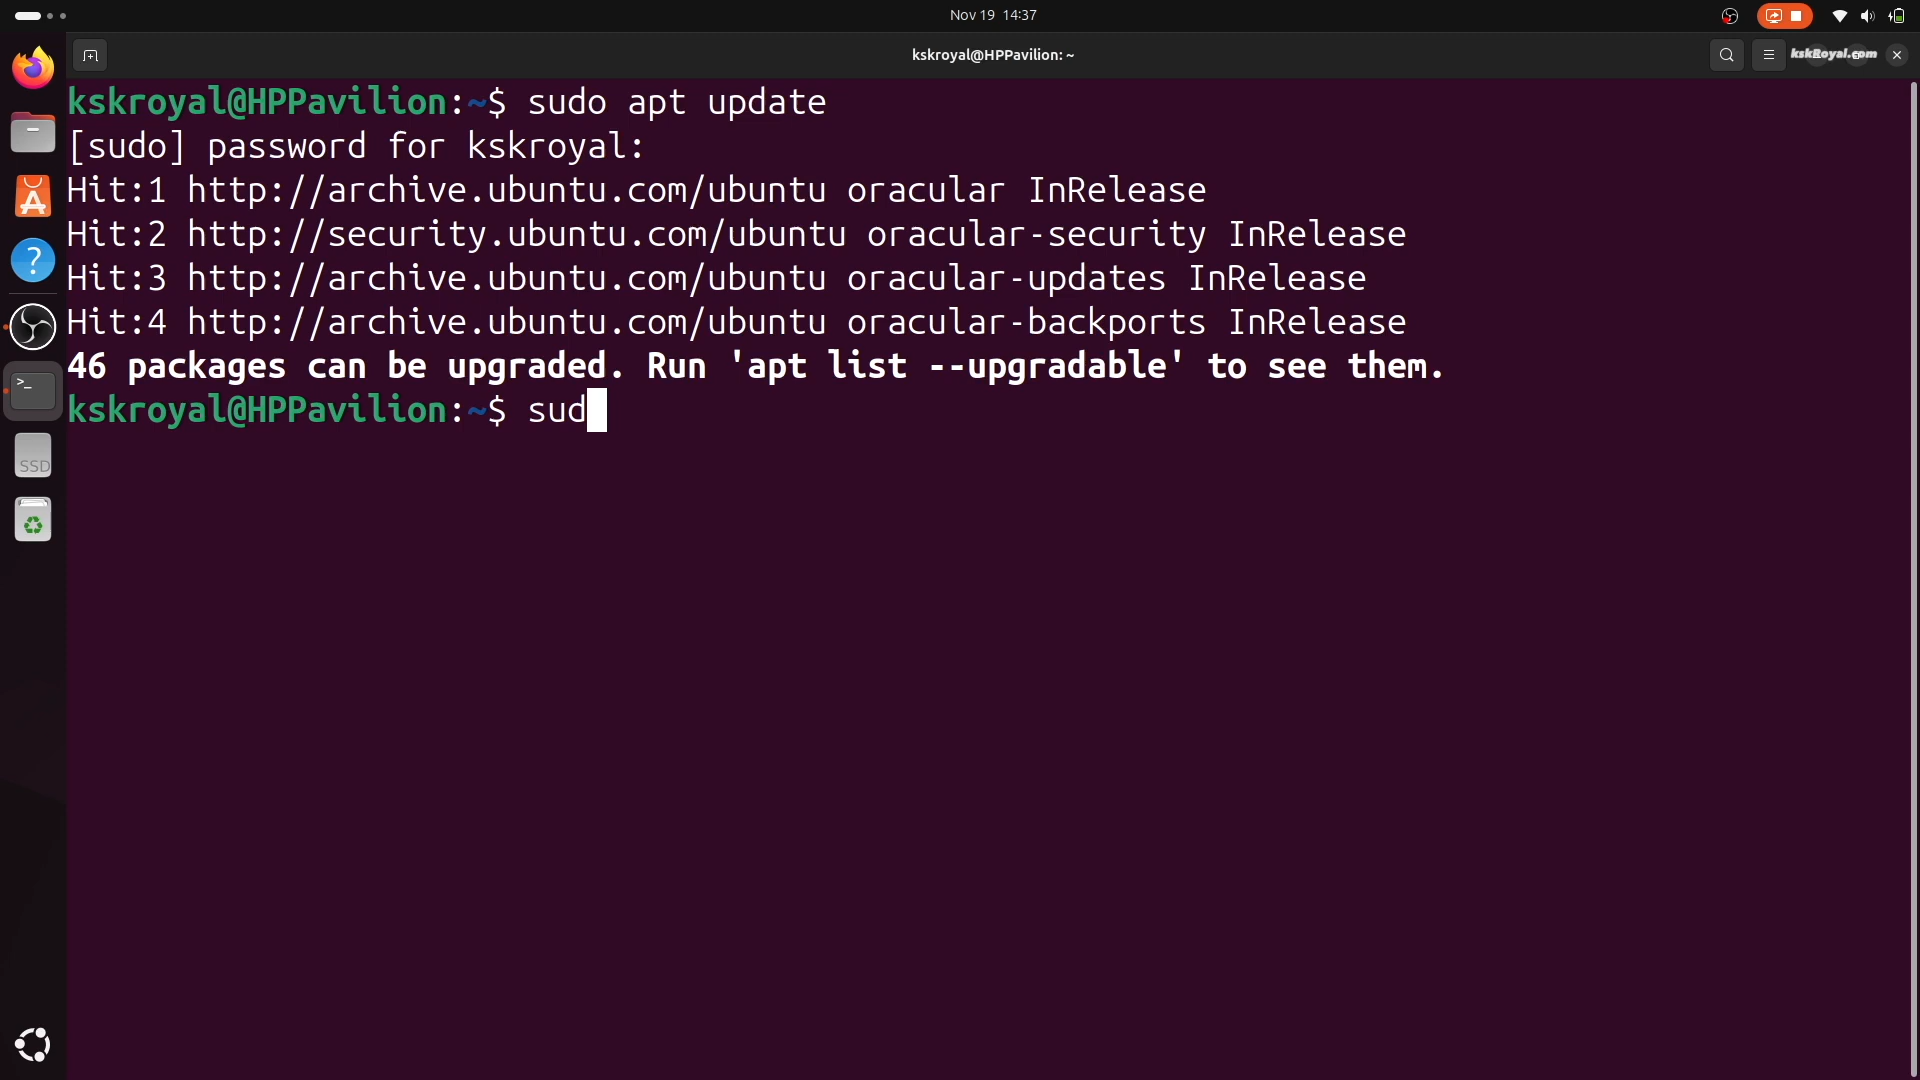 Nov 19 14:37
kskroyal@HPPavilion: ~
kskRoyal.com
kskroyal@HPPavilion:~$ sudo apt update
[sudo] password for kskroyal:
Hit:1 http://archive.ubuntu.com/ubuntu oracular InRelease
Hit:2 http://security.ubuntu.com/ubuntu oracular-security InRelease
Hit:3 http://archive.ubuntu.com/ubuntu oracular-updates InRelease
Hit:4 http://archive.ubuntu.com/ubuntu oracular-backports InRelease
46 packages can be upgraded. Run 'apt list --upgradable' to see them.
kskroyal@HPPavilion:~$ sud
>_
SSD